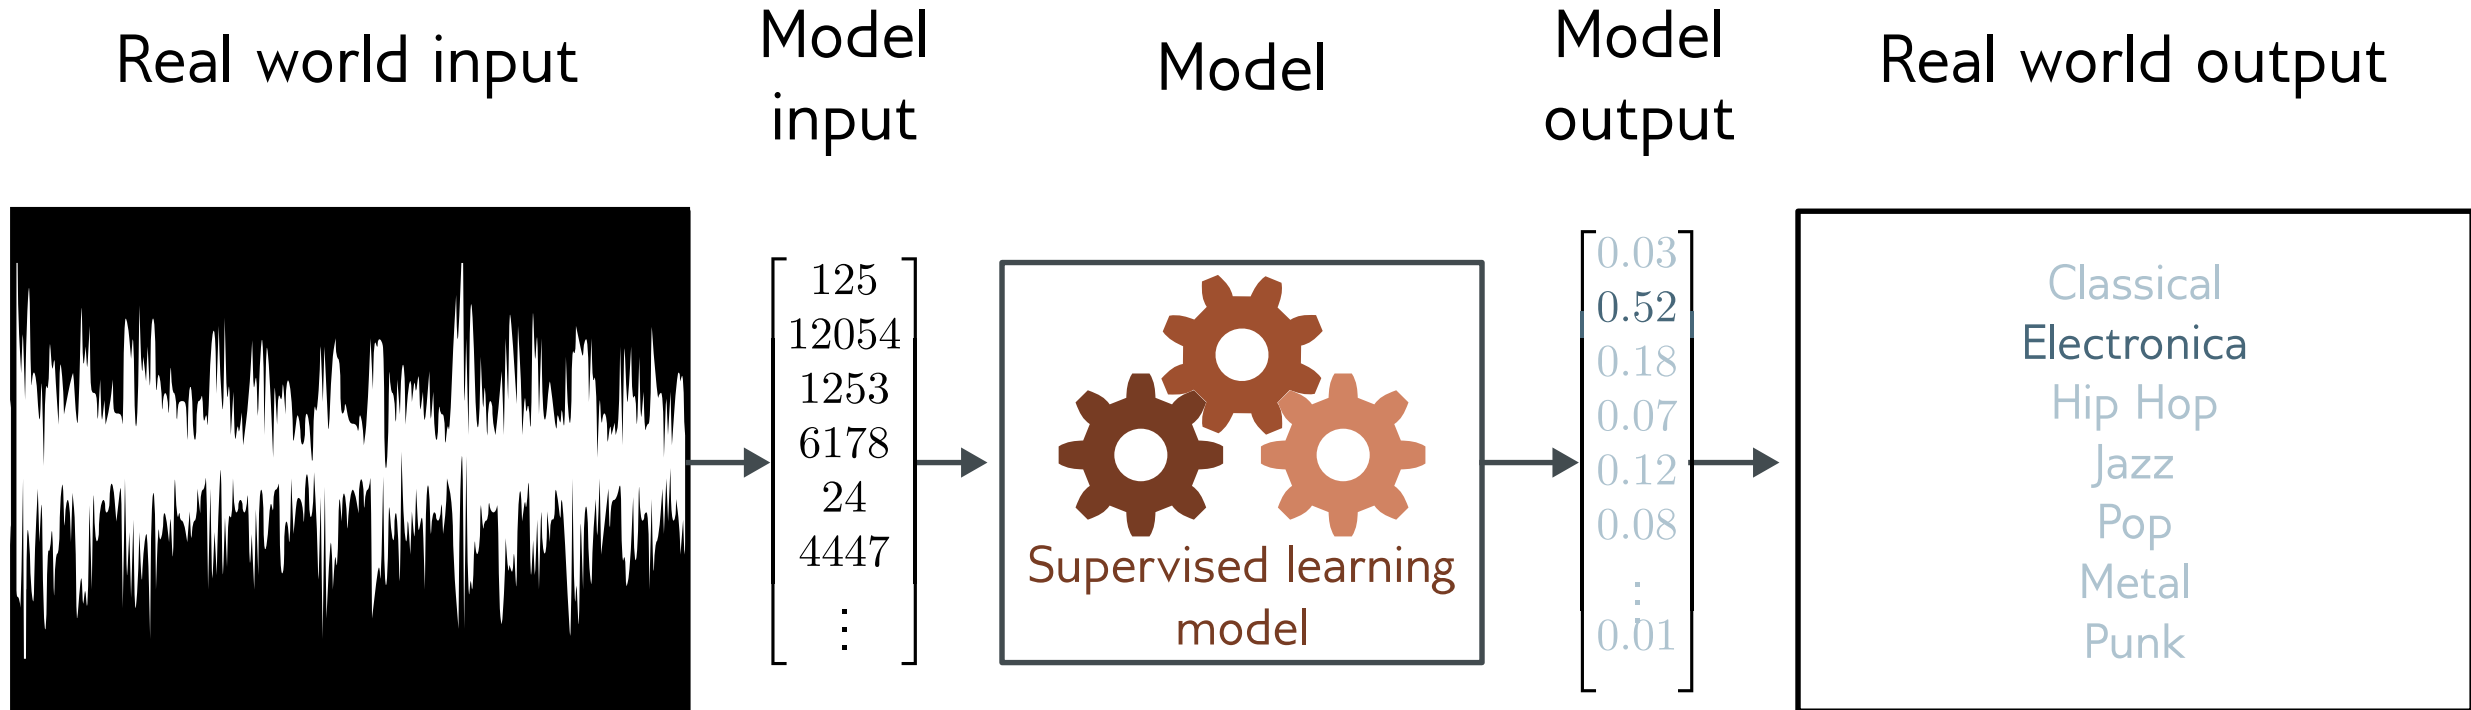 Real world input
Model
input
Model
Model
output
Real world output
125
12054
1253
6178
24
4447
⋮
Supervised learning
model
0.03
0.52
0.18
0.07
0.12
0.08
⋮
0.01
Classical
Electronica
Hip Hop
Jazz
Pop
Metal
Punk